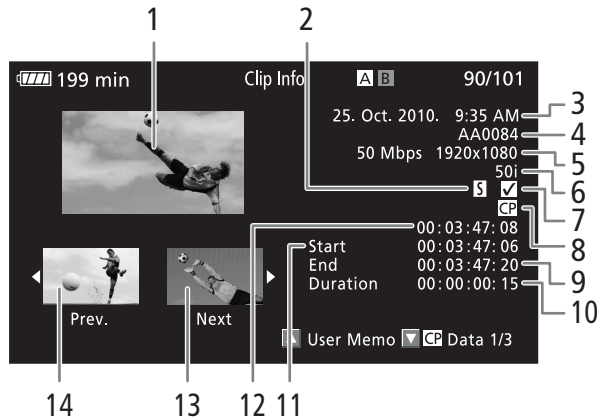 1 2
199 min Clip Info A B 90/101
25. Oct. 2010. 9:35 AM 3
AA0084 4
50 Mbps 1920x1080 5
50i 6
S ✓ 7
CP 8
12 00:03:47:08
11 Start 00:03:47:06
End 00:03:47:20 9
Duration 00:00:00:15 10
Prev. Next
User Memo CP Data 1/3
14 13 12 11